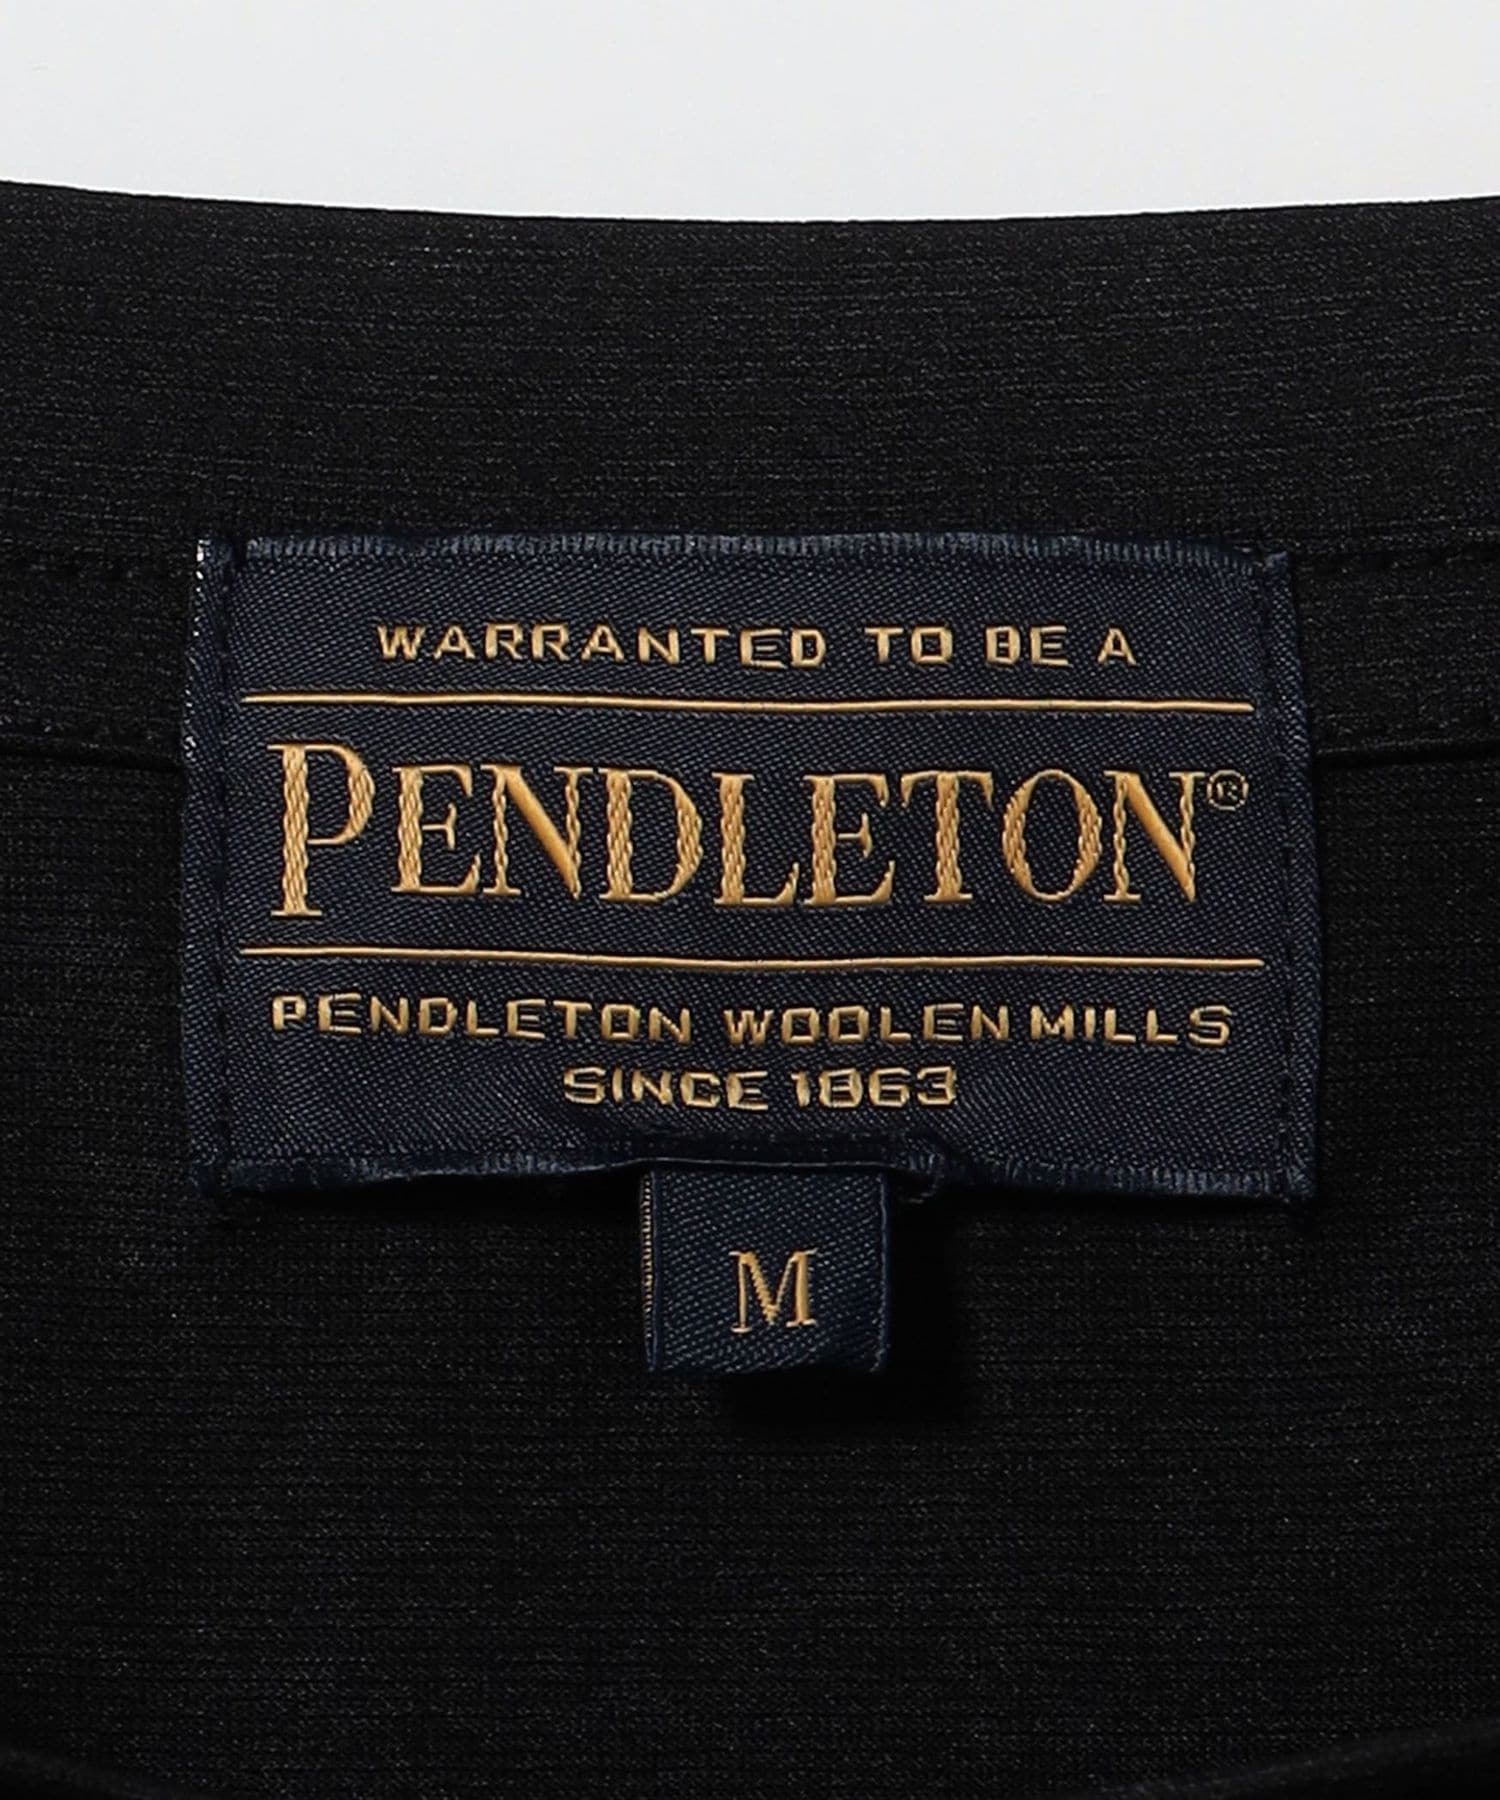 WARRANTED TO BE A
PENDLETON®
PENDLETON WOOLEN MILLS
SINCE 1863
M